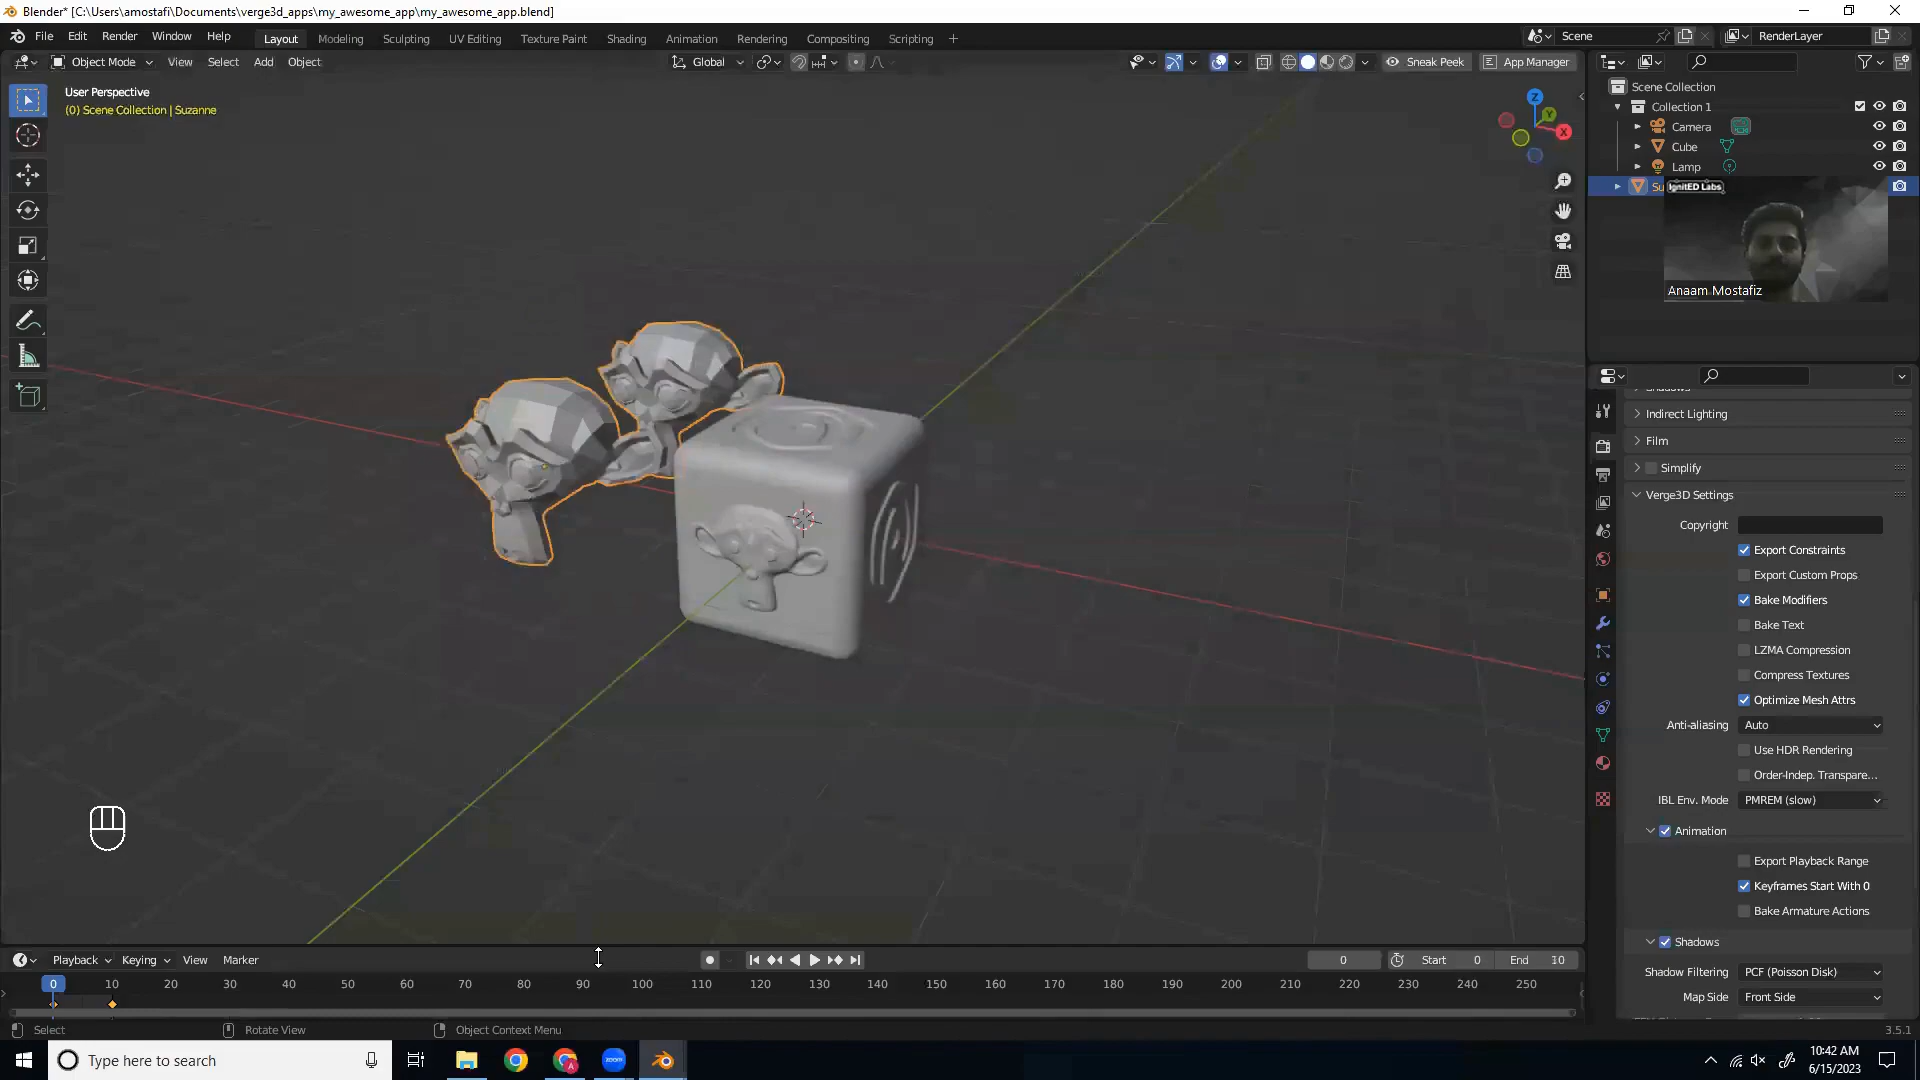 Blender* [C:\Users\amostafi\Documents\verge3d_apps\my_awesome_app\my_awesome_app.blend]
File Edit Render Window Help Layout Modeling Sculpting UV Editing Texture Paint Shading Animation Rendering Compositing Scripting + Scene RenderLayer
Object Mode View Select Add Object Global Sneak Peek App Manager
User Perspective
(0) Scene Collection | Suzanne
Z
Y
X
Scene Collection
Collection 1
Camera
Cube
Lamp
Su
IgnitED Labs
Anaam Mostafiz
Shadows
Indirect Lighting
Film
Simplify
Verge3D Settings
Copyright
Export Constraints
Export Custom Props
Bake Modifiers
Bake Text
LZMA Compression
Compress Textures
Optimize Mesh Attrs
Anti-aliasing Auto
Use HDR Rendering
Order-Indep. Transpare...
IBL Env. Mode PMREM (slow)
Animation
Export Playback Range
Keyframes Start With 0
Bake Armature Actions
Shadows
Shadow Filtering PCF (Poisson Disk)
Map Side Front Side
Playback Keying View Marker 0 Start 0 End 10
0 10 20 30 40 50 60 70 80 90 100 110 120 130 140 150 160 170 180 190 200 210 220 230 240 250
Select Rotate View Object Context Menu 3.5.1
Type here to search
zoom
A
10:42 AM
6/15/2023